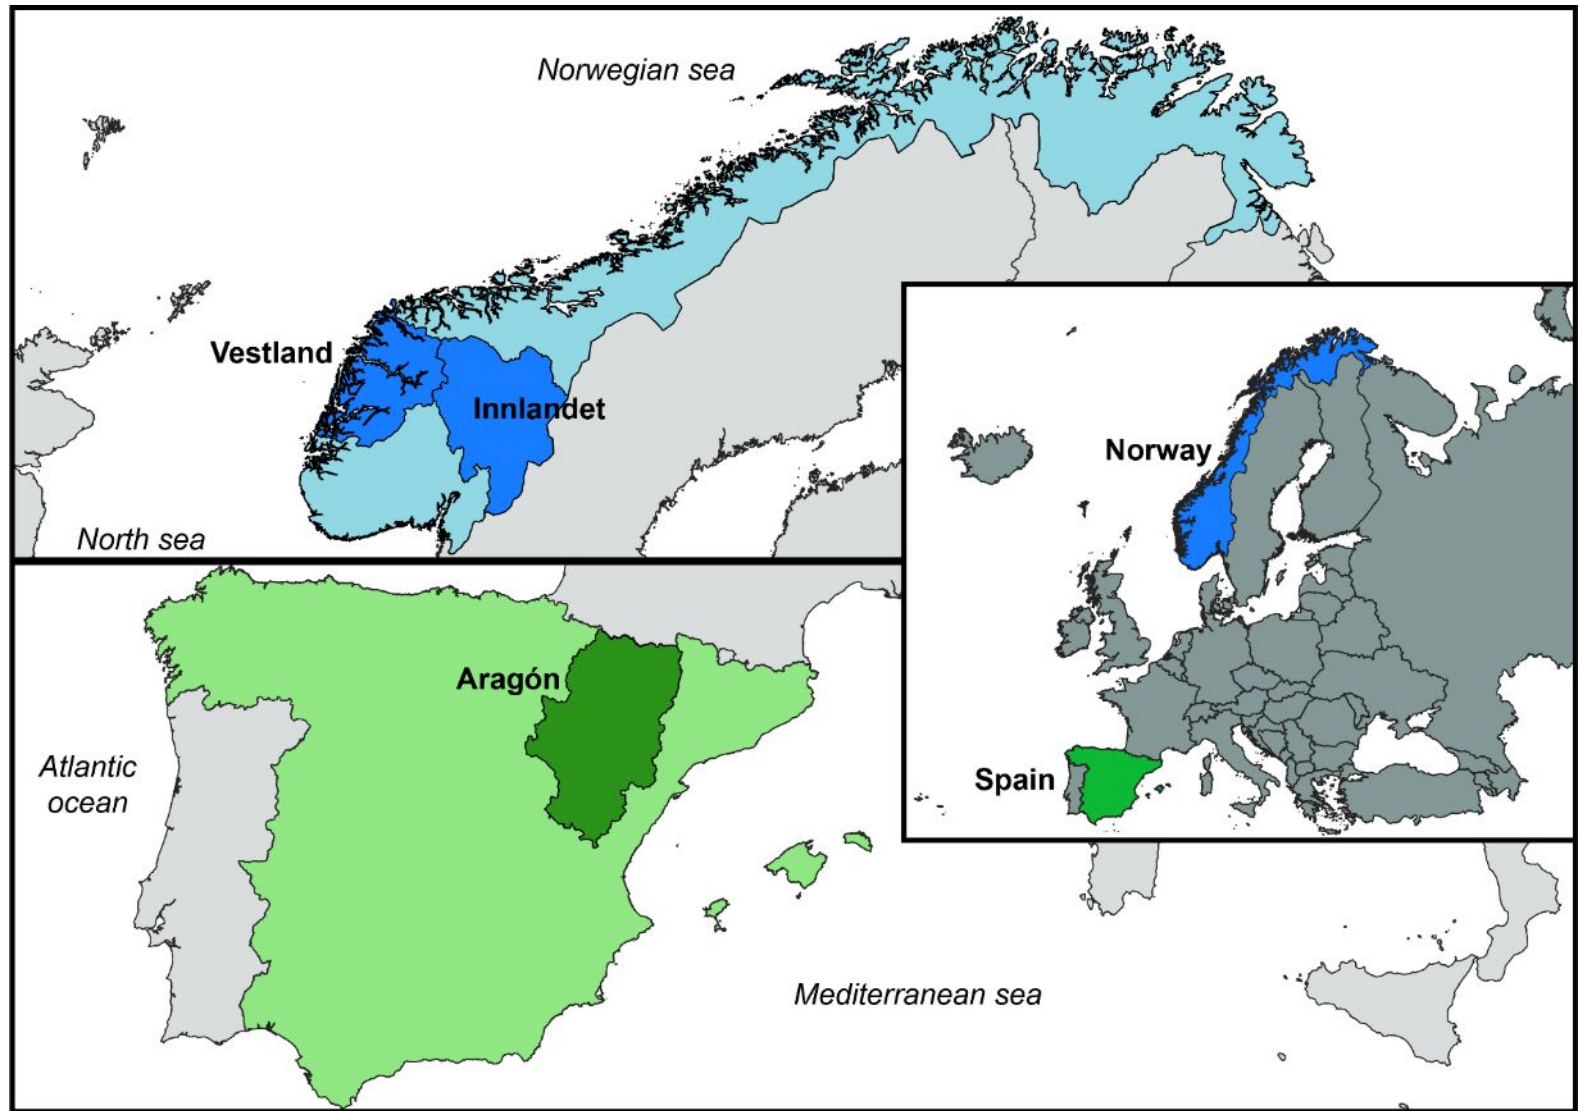 Norwegian sea
Vestland
Innlandet
North sea
Norway
Spain
Aragón
Atlantic
ocean
Mediterranean sea